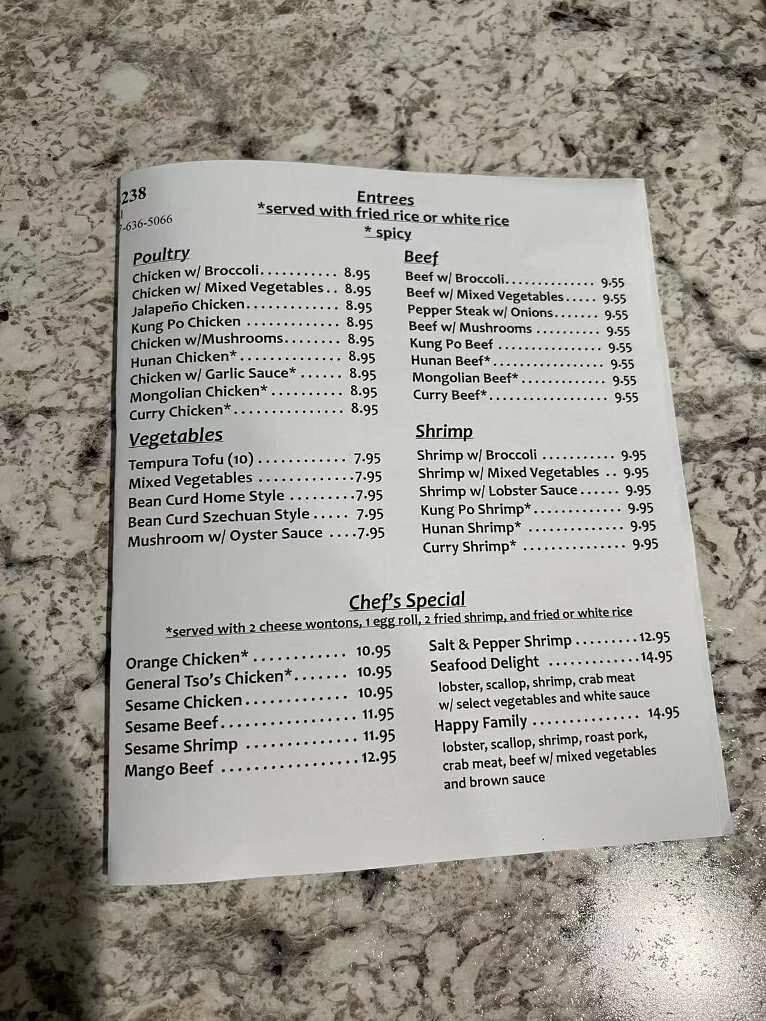 238
-636-5066
Entrees
*served with fried rice or white rice
* spicy
Poultry
Chicken w/ Broccoli........... 8.95
Chicken w/ Mixed Vegetables.. 8.95
Jalapeño Chicken............. 8.95
Kung Po Chicken ............. 8.95
Chicken w/Mushrooms........ 8.95
Hunan Chicken*.............. 8.95
Chicken w/ Garlic Sauce* ...... 8.95
Mongolian Chicken*.......... 8.95
Curry Chicken*............... 8.95
Beef
Beef w/ Broccoli.............. 9.55
Beef w/ Mixed Vegetables..... 9.55
Pepper Steak w/ Onions....... 9.55
Beef w/ Mushrooms .......... 9.55
Kung Po Beef ................ 9.55
Hunan Beef*................. 9.55
Mongolian Beef*............. 9.55
Curry Beef*.................. 9.55
Vegetables
Tempura Tofu (10) ............ 7.95
Mixed Vegetables .............7.95
Bean Curd Home Style .........7.95
Bean Curd Szechuan Style ..... 7.95
Mushroom w/ Oyster Sauce ....7.95
Shrimp
Shrimp w/ Broccoli ........... 9.95
Shrimp w/ Mixed Vegetables .. 9.95
Shrimp w/ Lobster Sauce...... 9.95
Kung Po Shrimp*............. 9.95
Hunan Shrimp* .............. 9.95
Curry Shrimp* ............... 9.95
Chef's Special
*served with 2 cheese wontons, 1 egg roll, 2 fried shrimp, and fried or white rice
Orange Chicken* ............ 10.95
General Tso's Chicken*....... 10.95
Sesame Chicken............. 10.95
Sesame Beef................. 11.95
Sesame Shrimp .............. 11.95
Mango Beef .................12.95
Salt & Pepper Shrimp .........12.95
Seafood Delight .............14.95
lobster, scallop, shrimp, crab meat
w/ select vegetables and white sauce
Happy Family ................ 14.95
lobster, scallop, shrimp, roast pork,
crab meat, beef w/ mixed vegetables
and brown sauce